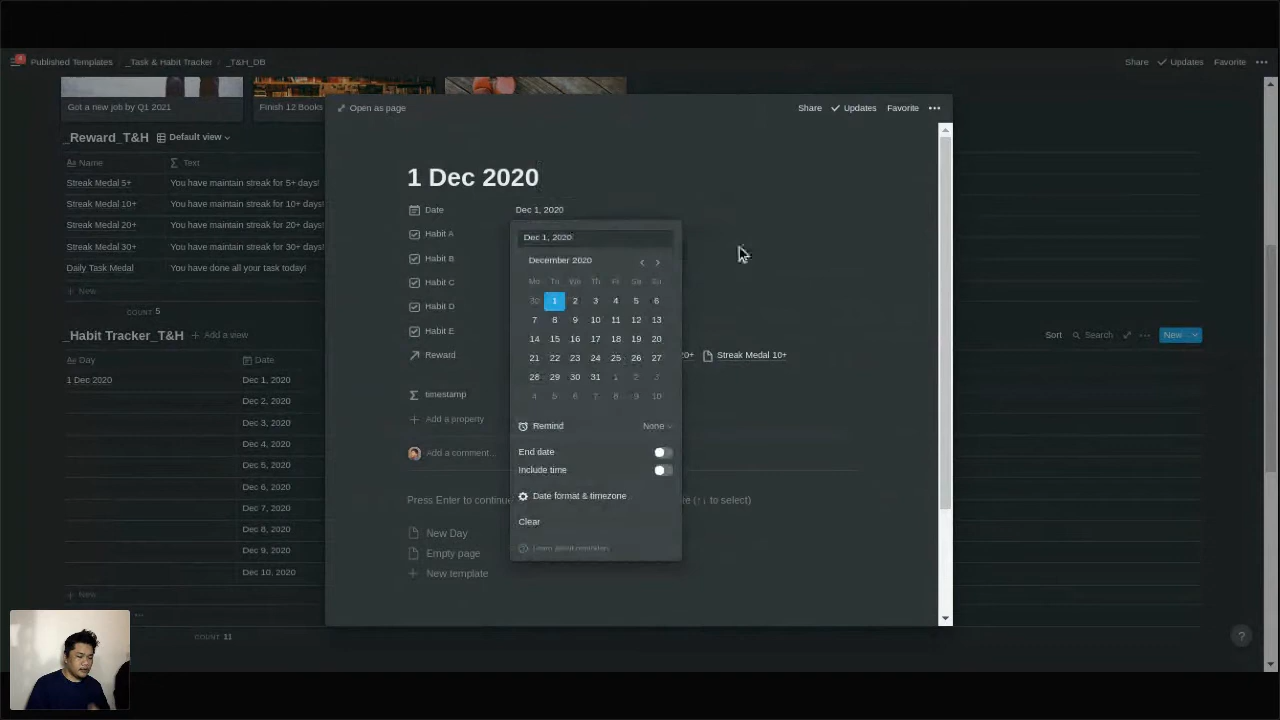 Published Templates / _Task & Habit Tracker / _T&H_DB
Share Updates Favorite
Got a new job by Q1 2021
Finish 12 Books
_Reward_T&H Default view
Name Text
Streak Medal 5+ You have maintain streak for 5+ days!
Streak Medal 10+ You have maintain streak for 10+ days!
Streak Medal 20+ You have maintain streak for 20+ days!
Streak Medal 30+ You have maintain streak for 30+ days!
Daily Task Medal You have done all your task today!
+ New
COUNT 5
_Habit Tracker_T&H + Add a view
Sort Search New
Day Date
1 Dec 2020 Dec 1, 2020
Dec 2, 2020
Dec 3, 2020
Dec 4, 2020
Dec 5, 2020
Dec 6, 2020
Dec 7, 2020
Dec 8, 2020
Dec 9, 2020
Dec 10, 2020
+ New
COUNT 11
Open as page
Share Updates Favorite
1 Dec 2020
Date Dec 1, 2020
Habit A
Habit B
Habit C
Habit D
Habit E
Reward 20+ Streak Medal 10+
timestamp
+ Add a property
Add a comment...
Press Enter to continue
(↑↓ to select)
New Day
Empty page
+ New template
Dec 1, 2020
December 2020
Mo Tu We Th Fr Sa Su
30 1 2 3 4 5 6
7 8 9 10 11 12 13
14 15 16 17 18 19 20
21 22 23 24 25 26 27
28 29 30 31 1 2 3
4 5 6 7 8 9 10
Remind None
End date
Include time
Date format & timezone
Clear
Learn about reminders
?